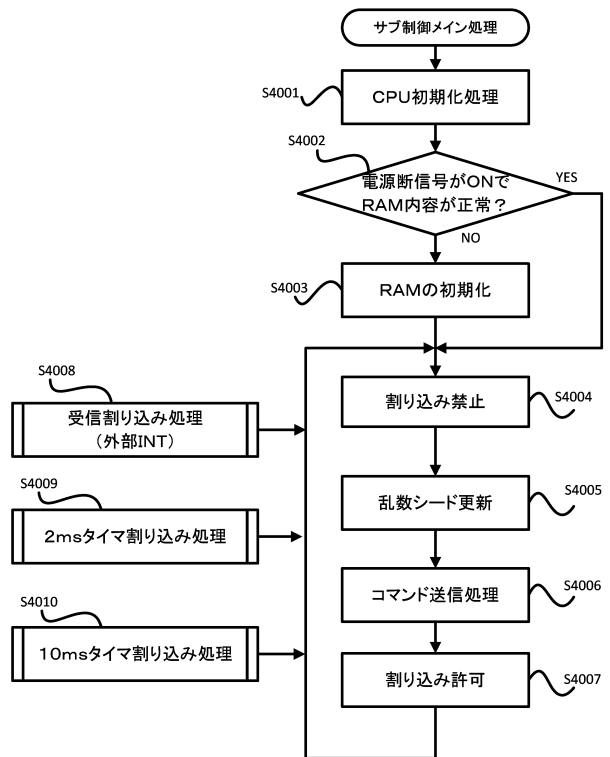 サブ制御メイン処理
S4001
CPU初期化処理
S4002
電源断信号がONで
RAM内容が正常？
YES
NO
S4003
RAMの初期化
S4008
受信割り込み処理
（外部INT）
割り込み禁止
S4004
S4009
2msタイマ割り込み処理
乱数シード更新
S4005
コマンド送信処理
S4006
S4010
10msタイマ割り込み処理
割り込み許可
S4007